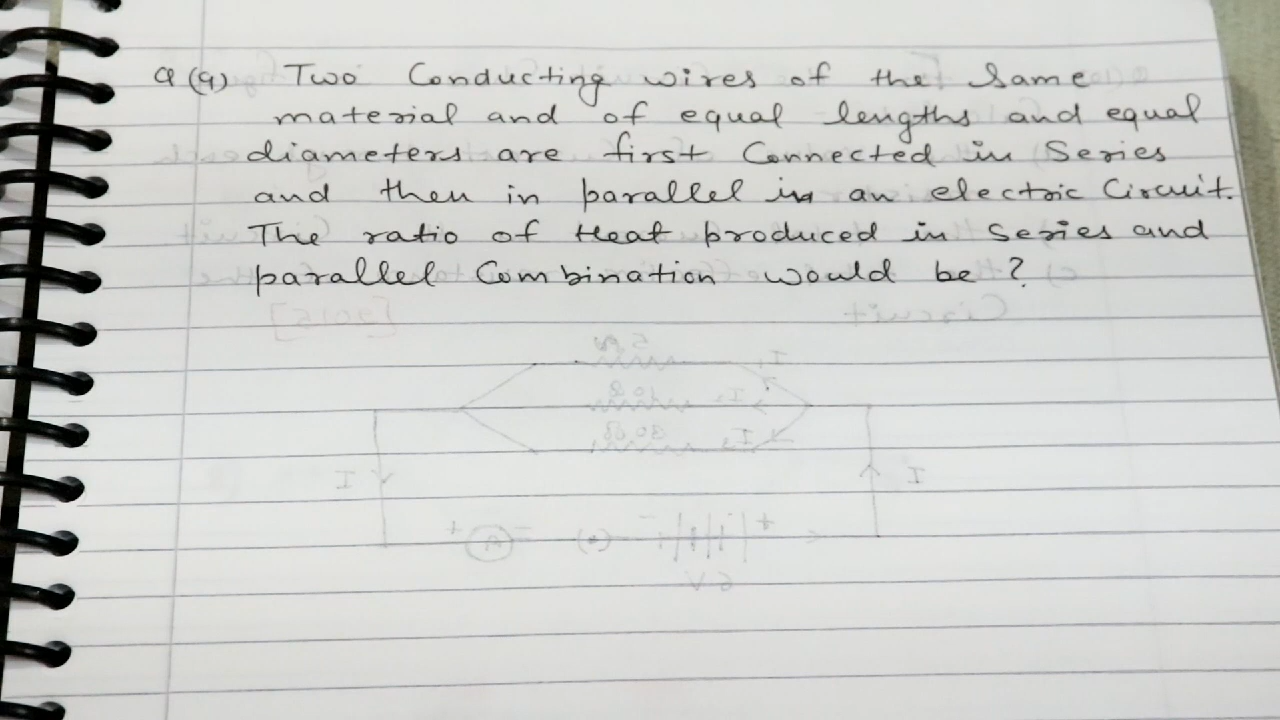 Q(9) Two Conducting wires of the Same
material and of equal lengths and equal
diameters are first Connected in Series
and then in parallel in an electric Circuit.
The ratio of Heat produced in Series and
parallel Combination would be ?